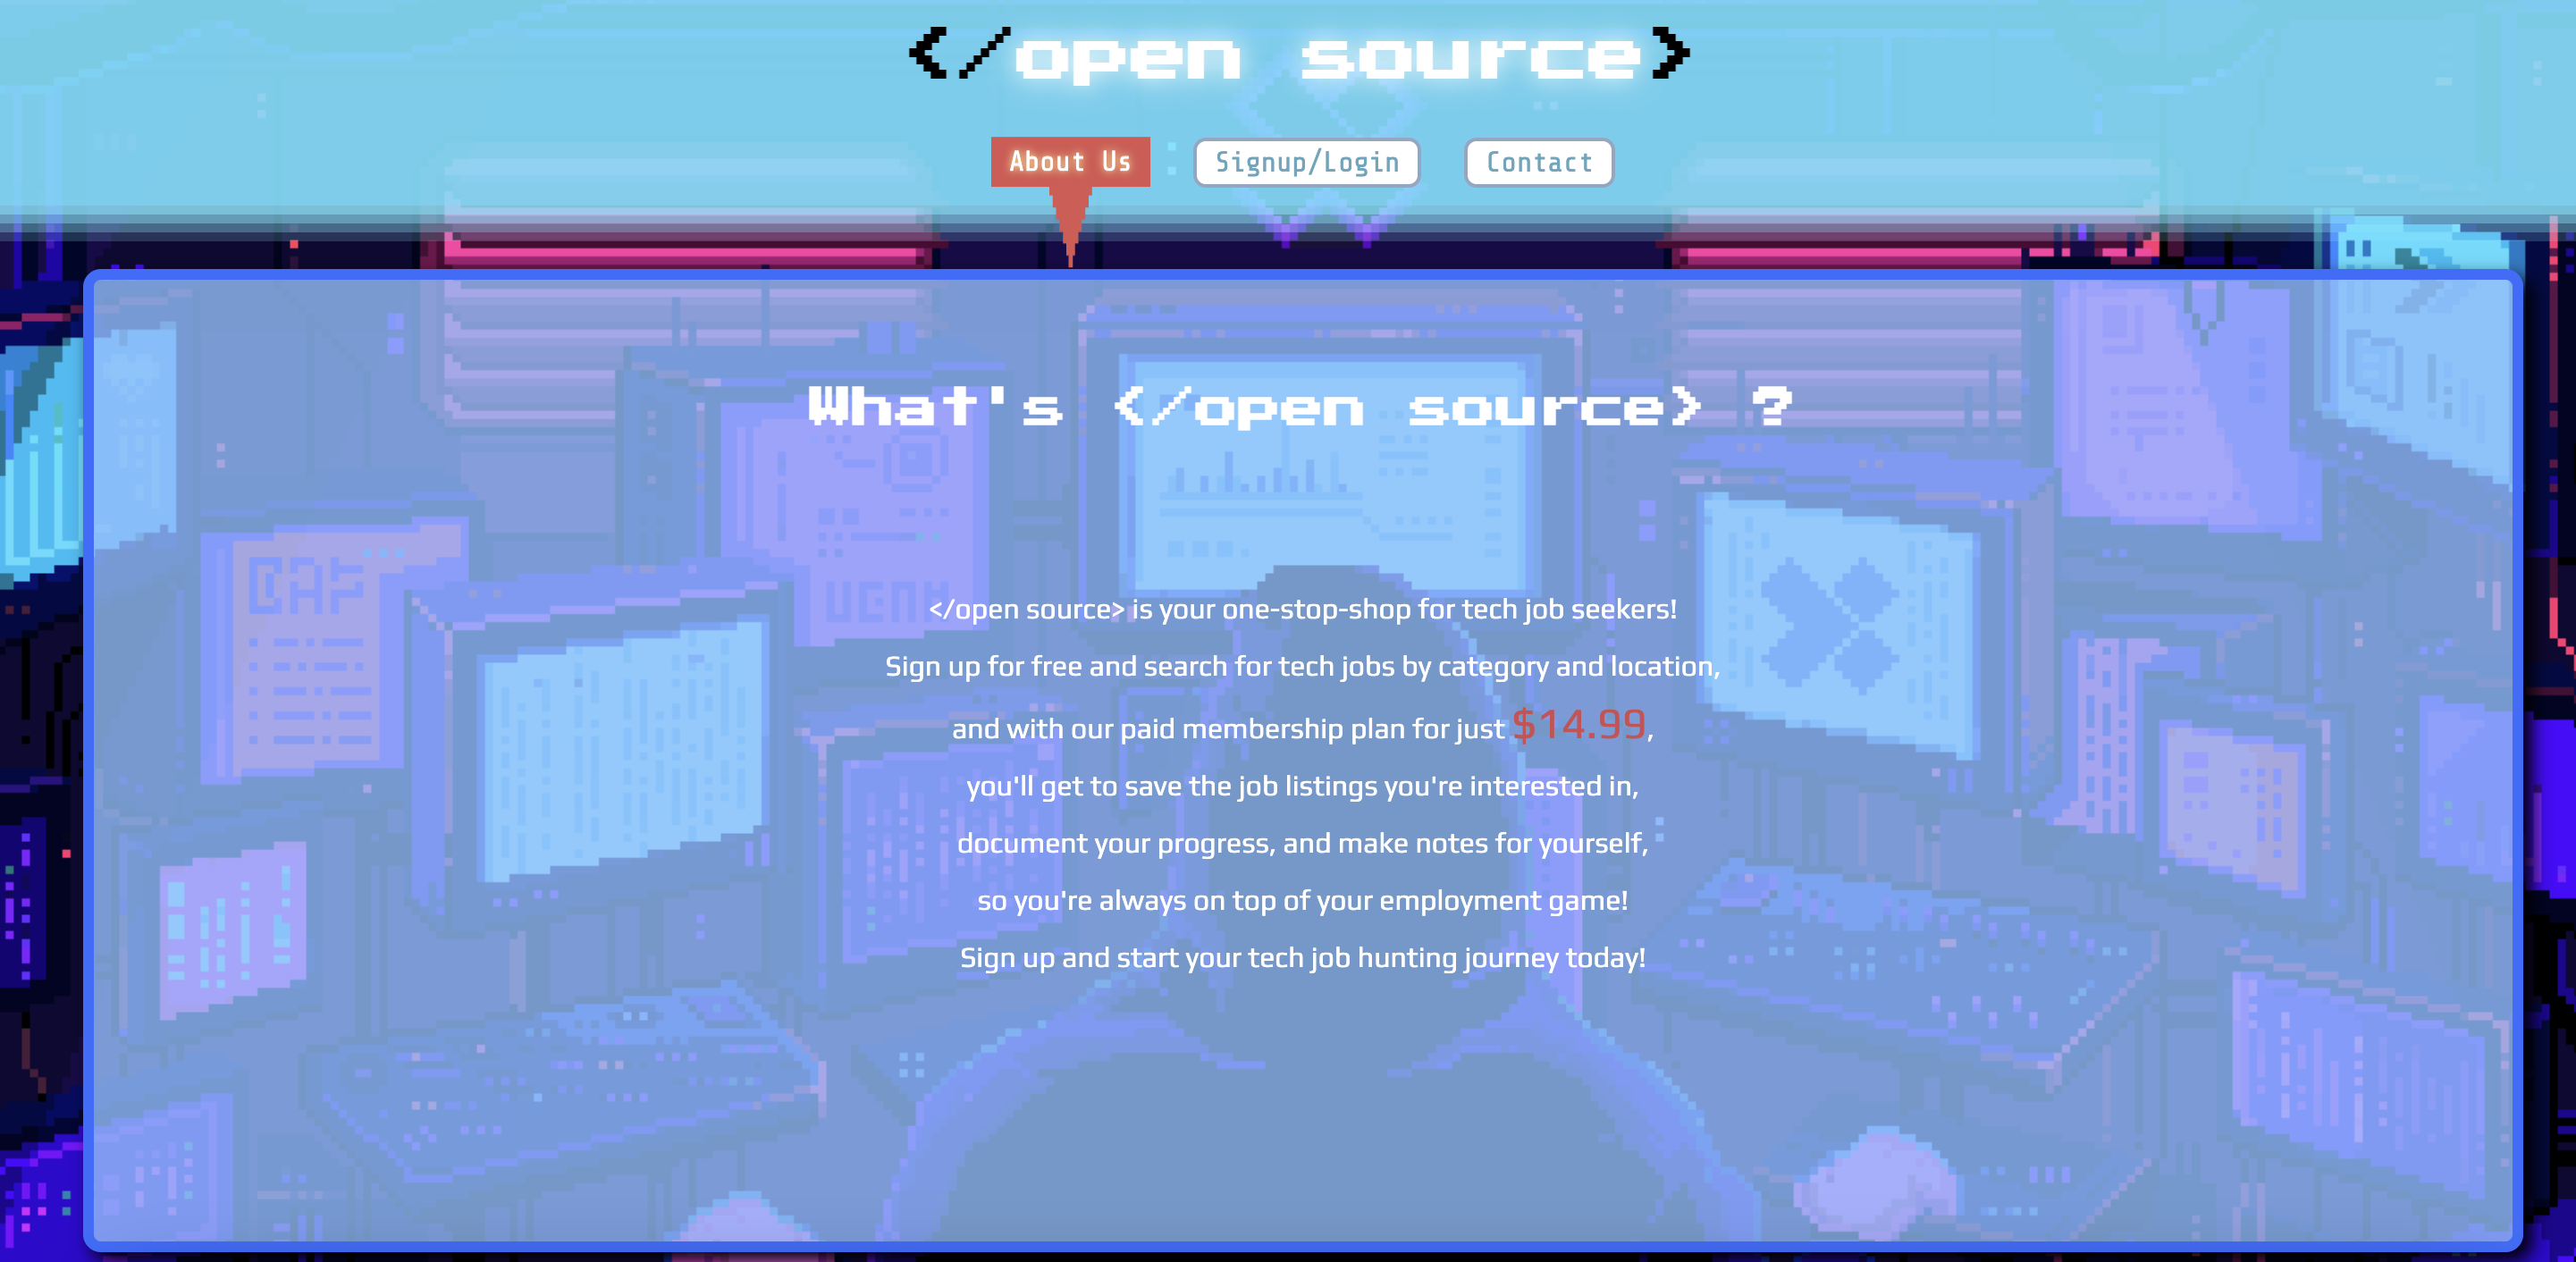 </open source>
About Us
Signup/Login
Contact
What's </open source> ?
</open source> is your one-stop-shop for tech job seekers!
Sign up for free and search for tech jobs by category and location,
and with our paid membership plan for just $14.99,
you'll get to save the job listings you're interested in,
document your progress, and make notes for yourself,
so you're always on top of your employment game!
Sign up and start your tech job hunting journey today!